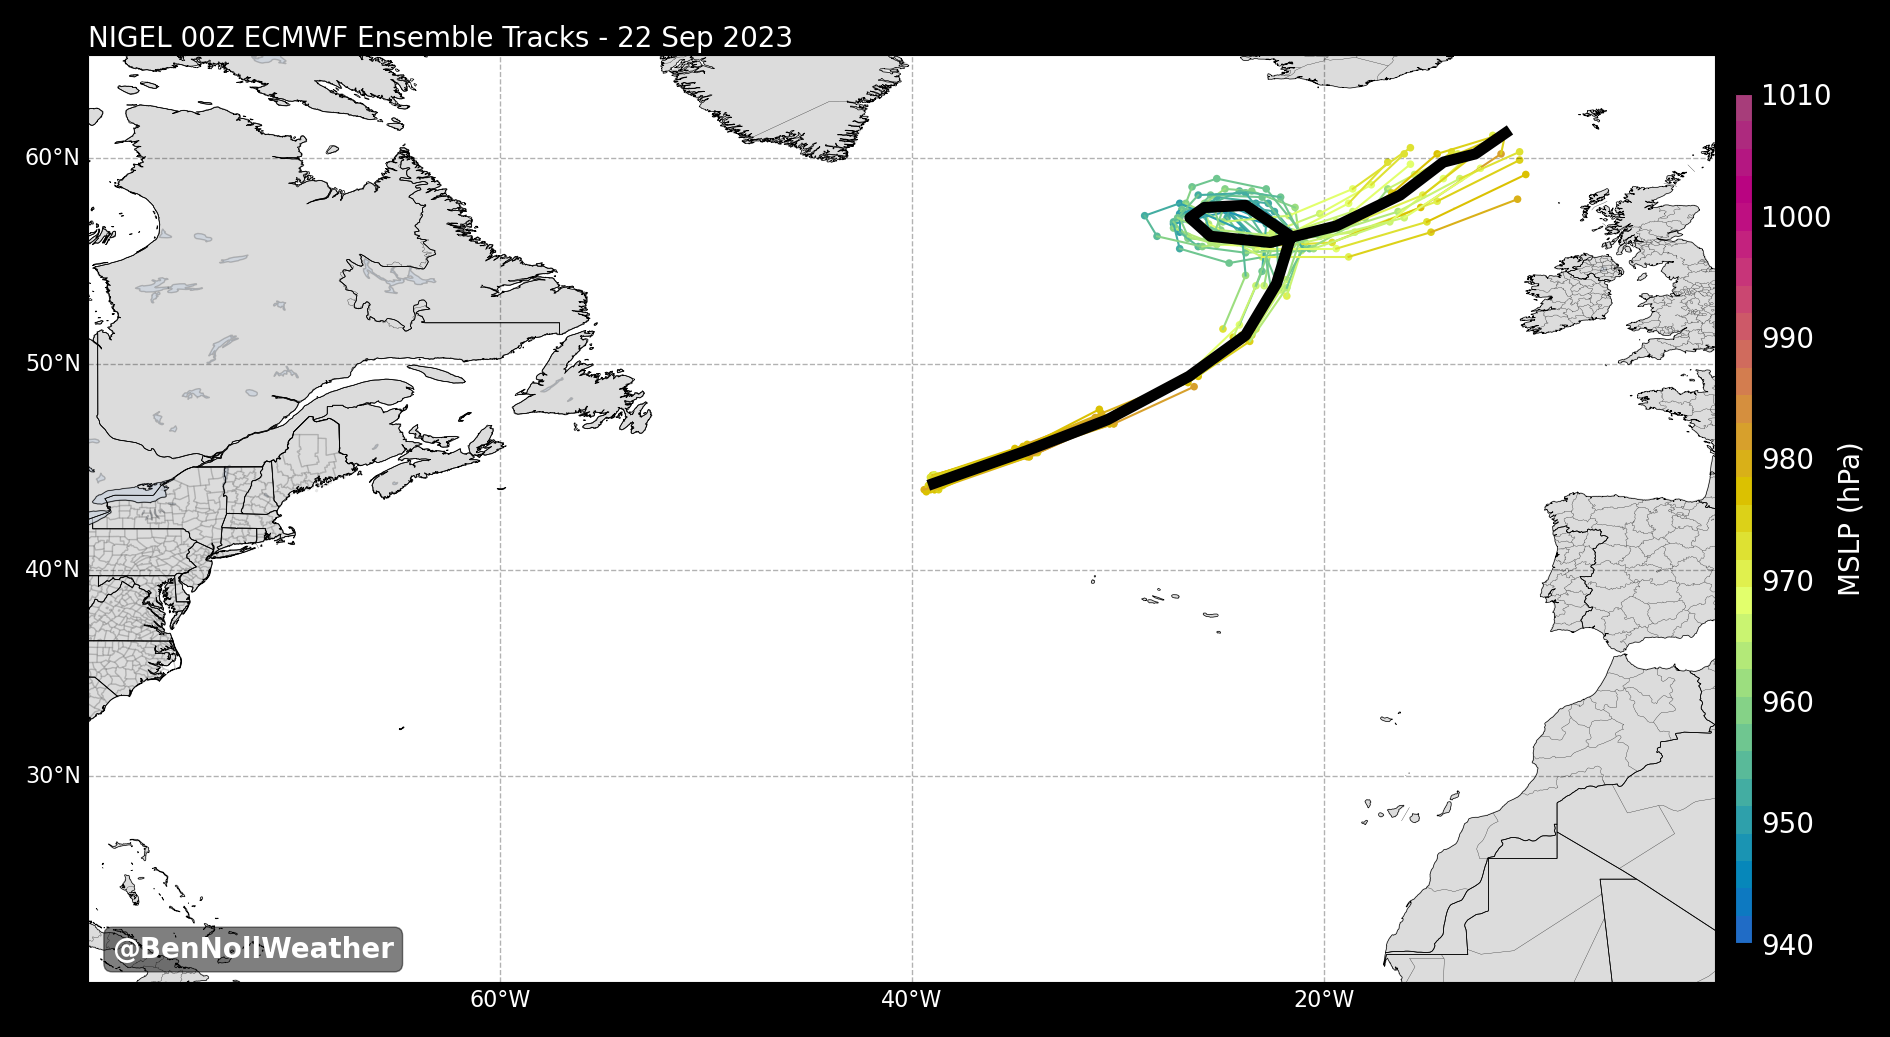 NIGEL 00Z ECMWF Ensemble Tracks - 22 Sep 2023
60°N
50°N
40°N
30°N
60°W
40°W
20°W
1010
1000
990
980
970
960
950
940
MSLP (hPa)
@BenNollWeather